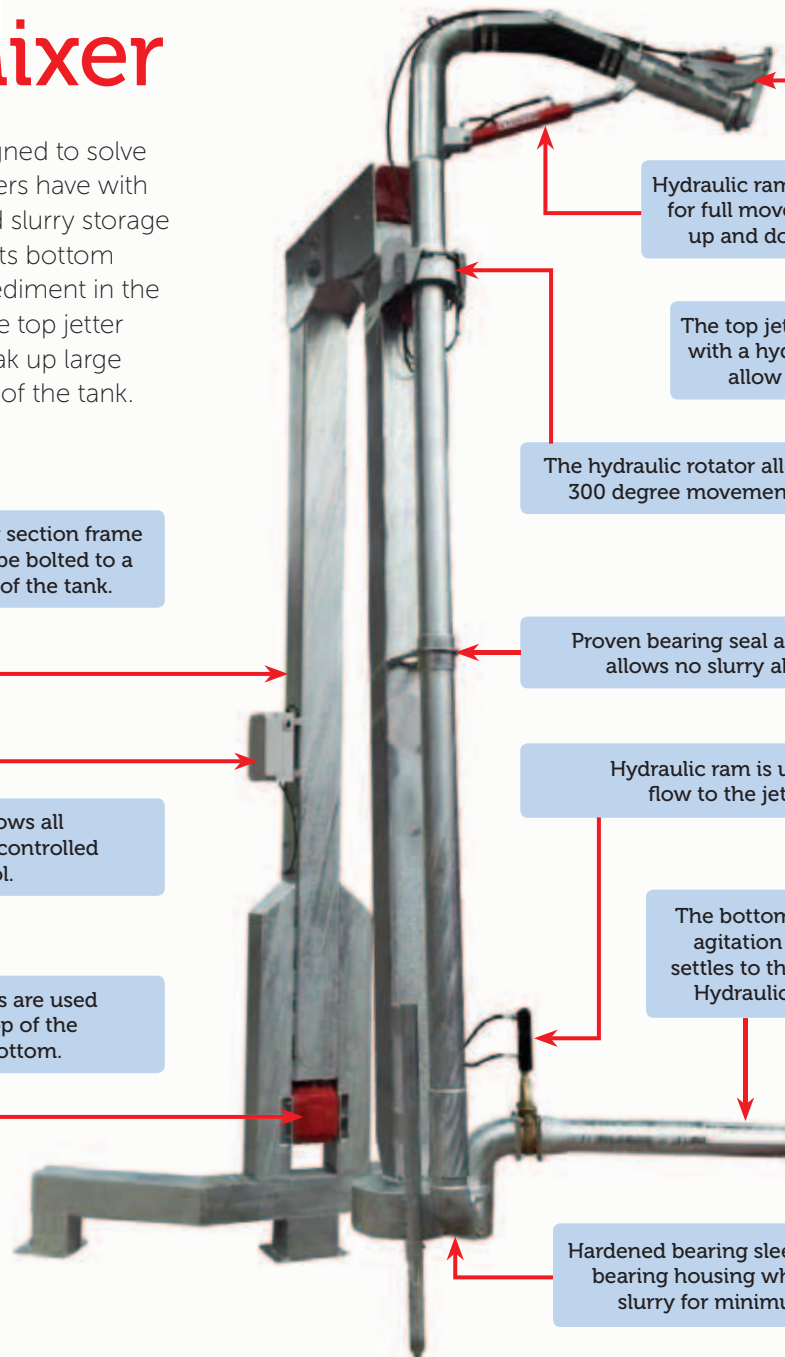 ixer
gned to solve
ers have with
d slurry storage
ts bottom
ediment in the
e top jetter
ak up large
of the tank.
Hydraulic ram
for full move
up and do
The top jet
with a hyd
allow
The hydraulic rotator all
300 degree movemen
section frame
be bolted to a
of the tank.
Proven bearing seal a
allows no slurry al
Hydraulic ram is u
flow to the jet
ows all
controlled
ol.
The bottom
agitation
settles to th
Hydraulic
s are used
op of the
ottom.
Hardened bearing slee
bearing housing wh
slurry for minimu